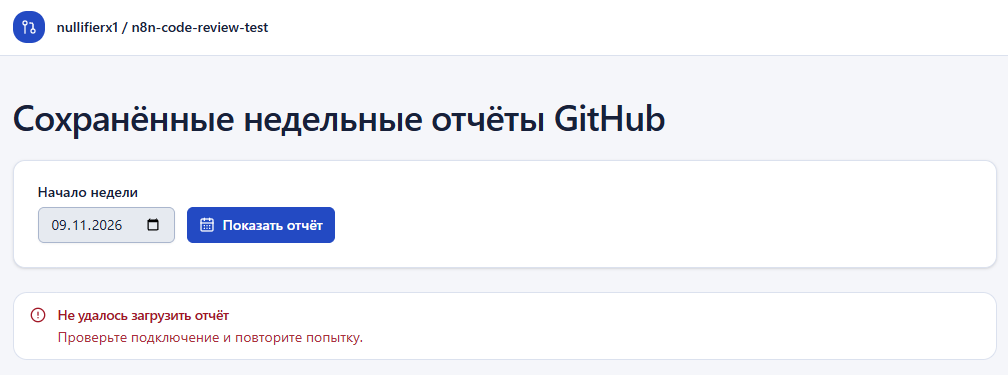 nullifierx1 / n8n-code-review-test
Сохранённые недельные отчёты GitHub
Начало недели
09.11.2026
Показать отчёт
Не удалось загрузить отчёт
Проверьте подключение и повторите попытку.